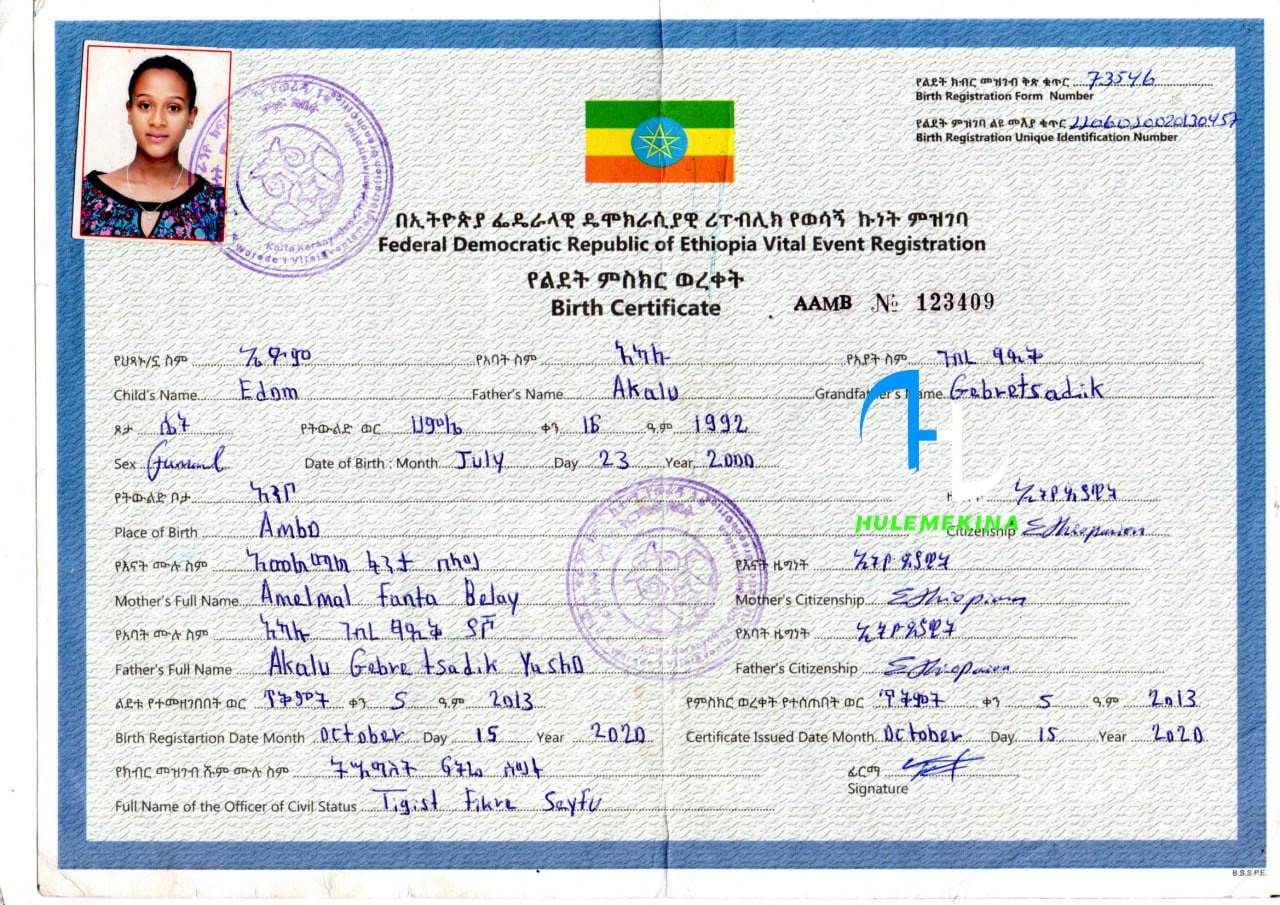 የልደት ክብር መዝገብ ቅጽ ቁጥር 73546
Birth Registration Form Number
የልደት ምዝገባ ልዩ መለያ ቁጥር
Birth Registration Unique Identification Number
በኢትዮጵያ ፌዴራላዊ ዴሞክራሲያዊ ሪፐብሊክ የወሳኝ ኩነት ምዝገባ
Federal Democratic Republic of Ethiopia Vital Event Registration
የልደት ምስክር ወረቀት
Birth Certificate
AAMB № 123409
የህጻኑ/ኗ ስም ኤዶም የአባት ስም አካሉ የአያት ስም ገብረ ፃዲቅ
Child's Name Edom Father's Name Akalu Grandfather's Name Gebretsadik
ጾታ ሴት የትውልድ ወር ሀምሌ ቀን 16 ዓ.ም 1992
Sex Date of Birth : Month July Day 23 Year 2000
የትውልድ ቦታ አምቦ ኢትዮጵያዊት
Place of Birth Ambo Citizenship Ethiopian
HULEMEKINA
የእናት ሙሉ ስም አመልማል ፋንታ በላይ የእናት ዜግነት ኢትዮጵያዊት
Mother's Full Name Amelmal Fanta Belay Mother's Citizenship Ethiopian
የአባት ሙሉ ስም አካሉ ገብረ ፃዲቅ ያሾ የአባት ዜግነት ኢትዮጵያዊ
Father's Full Name Akalu Gebretsadik Yasho Father's Citizenship Ethiopian
ልደቱ የተመዘገበበት ወር ጥቅምት ቀን 5 ዓ.ም 2013 የምስክር ወረቀት የተሰጠበት ወር ጥቅምት ቀን 5 ዓ.ም 2013
Birth Registartion Date Month October Day 15 Year 2020 Certificate Issued Date Month October Day 15 Year 2020
የክብር መዝገብ ሹም ሙሉ ስም ትዕግስት ፍቅሬ ሰይፉ ፊርማ
Full Name of the Officer of Civil Status Tigist Fikre Seyfu Signature
B.S.S.P.E.